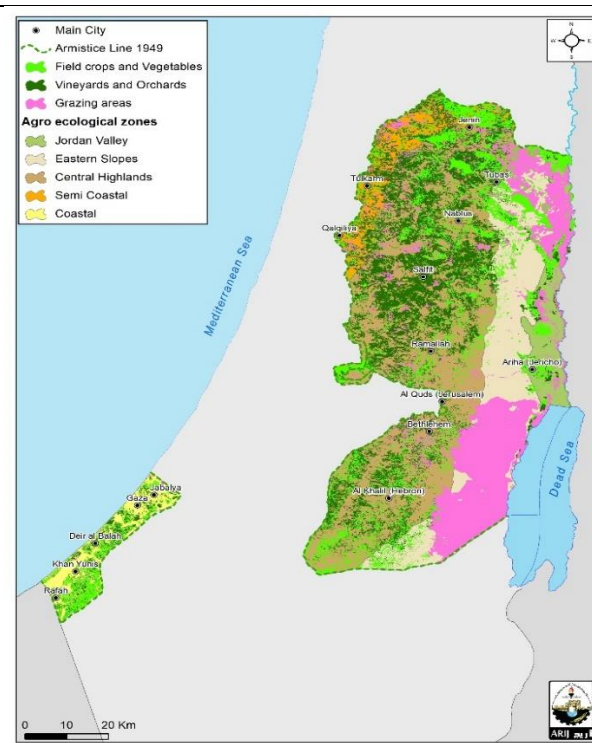 Main City
Armistice Line 1949
Field crops and Vegetables
Vineyards and Orchards
Grazing areas
Agro ecological zones
Jordan Valley
Eastern Slopes
Central Highlands
Semi Coastal
Coastal
N
W
E
S
Jenin
Tulkarm
Tubas
Nablus
Qalqiliya
Salfit
Mediterranean Sea
Ramallah
Ariha (Jericho)
Al Quds (Jerusalem)
Bethlehem
Dead Sea
Al Khalil (Hebron)
Jabalya
Gaza
Deir al Balah
Khan Yunis
Rafah
0 10 20 Km
ARIJ أريج